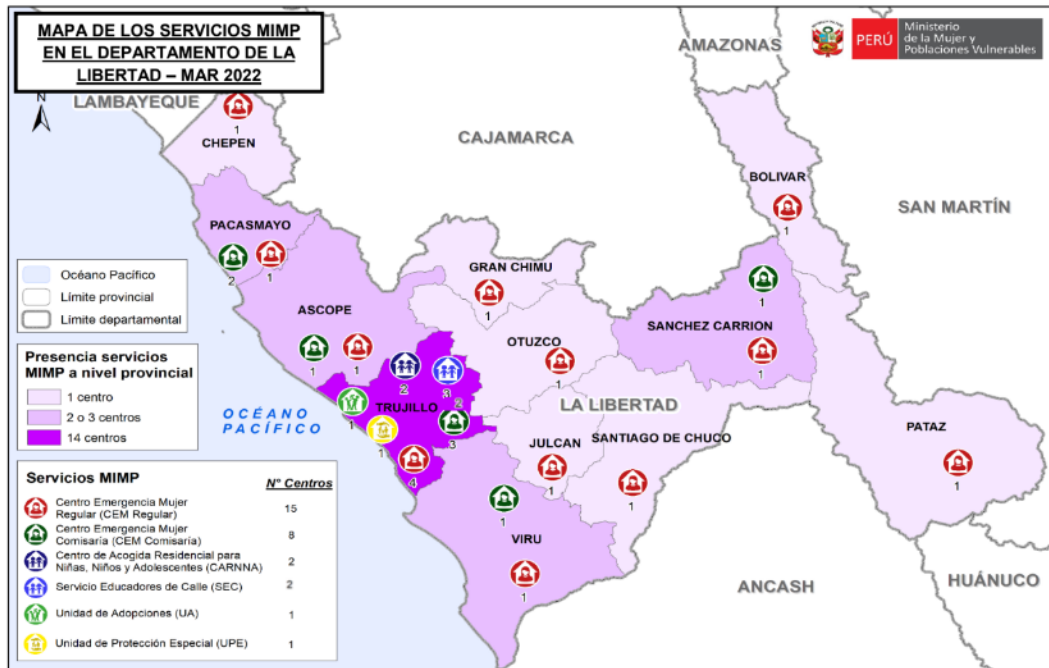 MAPA DE LOS SERVICIOS MIMP
EN EL DEPARTAMENTO DE LA
LIBERTAD – MAR 2022
PERÚ
Ministerio
de la Mujer y
Poblaciones Vulnerables
AMAZONAS
N
LAMBAYEQUE
1
CHEPEN
CAJAMARCA
BOLIVAR
1
SAN MARTÍN
PACASMAYO
2
1
GRAN CHIMU
1
1
Océano Pacífico
Límite provincial
Límite departamental
ASCOPE
1
1
SANCHEZ CARRION
1
OTUZCO
1
Presencia servicios
MIMP a nivel provincial
1 centro
2 o 3 centros
14 centros
2
3
2
TRUJILLO
1
1
3
4
OCÉANO
PACÍFICO
LA LIBERTAD
JULCAN
1
SANTIAGO DE CHUCO
1
PATAZ
1
VIRU
1
1
ANCASH
HUÁNUCO
Servicios MIMP
N° Centros
Centro Emergencia Mujer
Regular (CEM Regular)
15
Centro Emergencia Mujer
Comisaría (CEM Comisaría)
8
Centro de Acogida Residencial para
Niñas, Niños y Adolescentes (CARNNA)
2
Servicio Educadores de Calle (SEC)
2
Unidad de Adopciones (UA)
1
Unidad de Protección Especial (UPE)
1